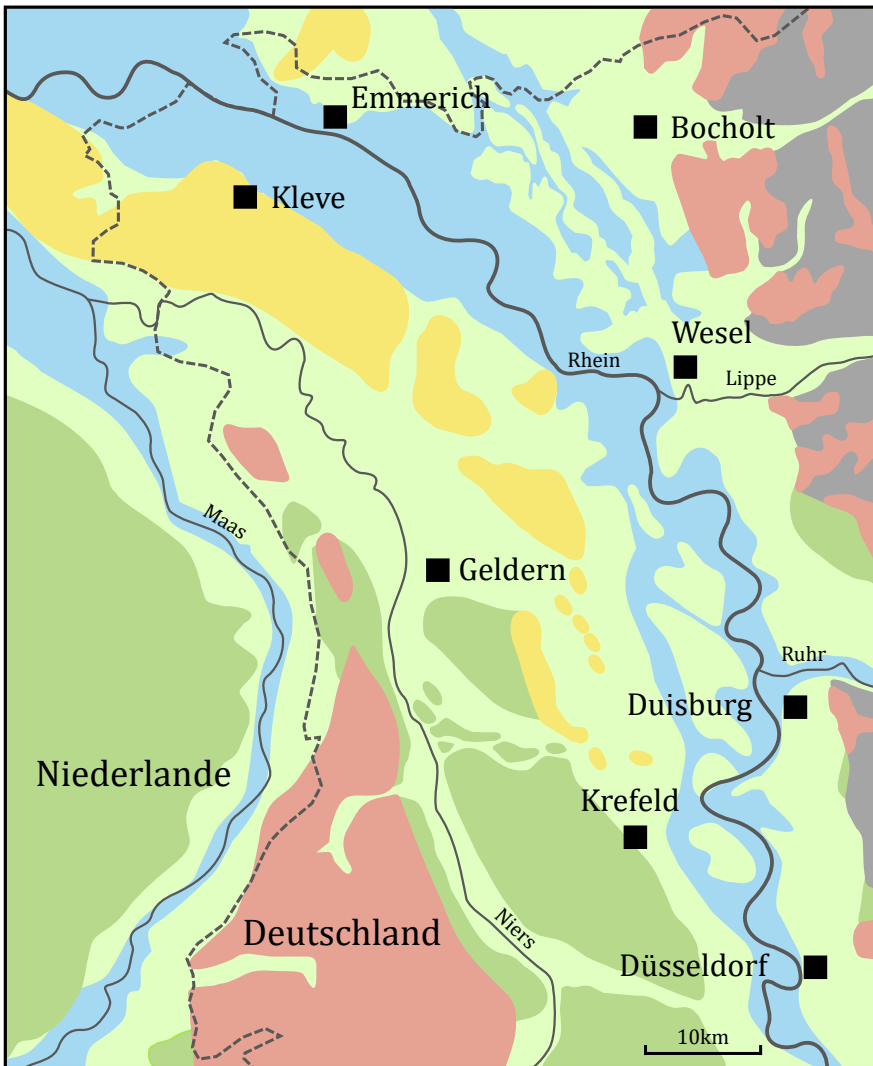 Emmerich
Bocholt
Kleve
Wesel
Rhein
Lippe
Maas
Geldern
Ruhr
Duisburg
Niederlande
Krefeld
Deutschland
Niers
Düsseldorf
10km